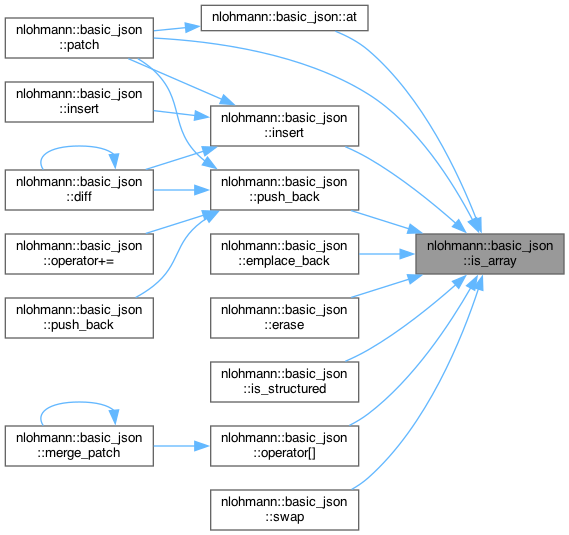 nlohmann::basic_json::at
nlohmann::basic_json
::patch
nlohmann::basic_json
::insert
nlohmann::basic_json
::insert
nlohmann::basic_json
::diff
nlohmann::basic_json
::push_back
nlohmann::basic_json
::operator+=
nlohmann::basic_json
::emplace_back
nlohmann::basic_json
::is_array
nlohmann::basic_json
::push_back
nlohmann::basic_json
::erase
nlohmann::basic_json
::is_structured
nlohmann::basic_json
::merge_patch
nlohmann::basic_json
::operator[]
nlohmann::basic_json
::swap